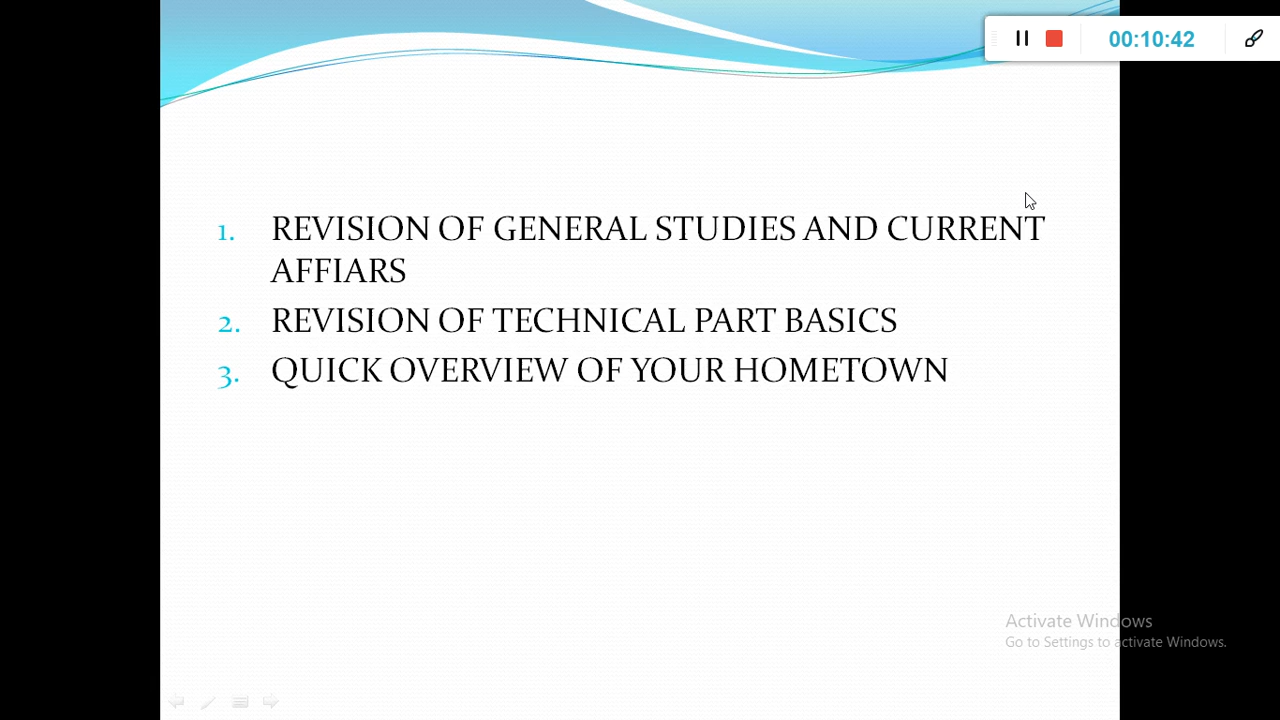 00:10:42
1. REVISION OF GENERAL STUDIES AND CURRENT
AFFIARS
2. REVISION OF TECHNICAL PART BASICS
3. QUICK OVERVIEW OF YOUR HOMETOWN
Activate Windows
Go to Settings to activate Windows.